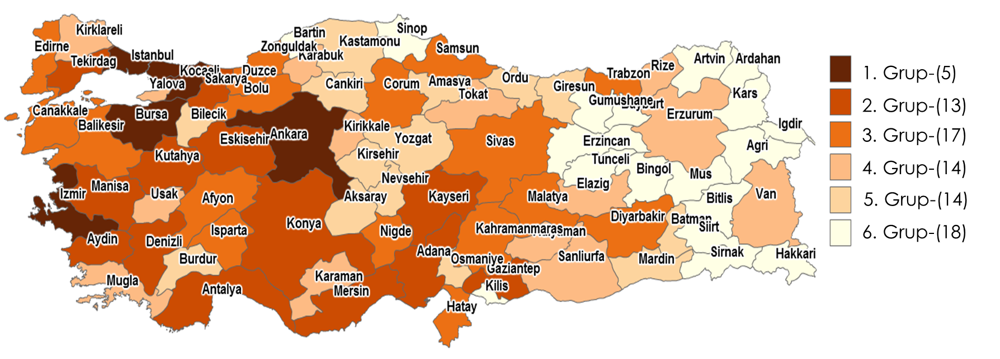 Kirklareli
Edirne
Tekirdag
Istanbul
Kocaeli
Sakarya
Yalova
Duzce
Bolu
Zonguldak
Bartin
Karabuk
Kastamonu
Sinop
Samsun
Cankiri
Corum
Amasya
Tokat
Ordu
Giresun
Trabzon
Rize
Artvin
Ardahan
Kars
Gumushane
Bayburt
Erzurum
Igdir
Agri
Canakkale
Balikesir
Bursa
Bilecik
Eskisehir
Ankara
Kirikkale
Yozgat
Kirsehir
Sivas
Erzincan
Tunceli
Bingol
Mus
Kutahya
Manisa
Izmir
Usak
Afyon
Nevsehir
Aksaray
Kayseri
Malatya
Elazig
Bitlis
Van
Aydin
Denizli
Isparta
Konya
Nigde
Kahramanmaras
Diyarbakir
Batman
Siirt
Burdur
Adana
Osmaniye
Gaziantep
Sanliurfa
Mardin
Sirnak
Hakkari
Mugla
Antalya
Karaman
Mersin
Kilis
Hatay
1. Grup-(5)
2. Grup-(13)
3. Grup-(17)
4. Grup-(14)
5. Grup-(14)
6. Grup-(18)